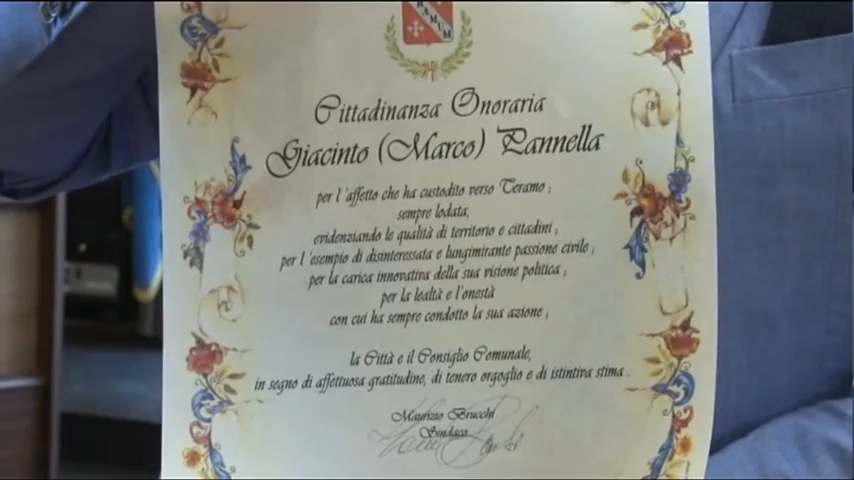 Cittadinanza Onoraria
Giacinto (Marco) Pannella
per l'affetto che ha custodito verso Teramo;
sempre lodata,
evidenziando le qualità di territorio e cittadini;
per l'esempio di disinteressata e lungimirante passione civile;
per la carica innovativa della sua visione politica;
per la lealtà e l'onestà
con cui ha sempre condotto la sua azione;
la Città e il Consiglio Comunale,
in segno di affettuosa gratitudine, di tenero orgoglio e di istintiva stima.
Maurizio Brucchi
Sindaco